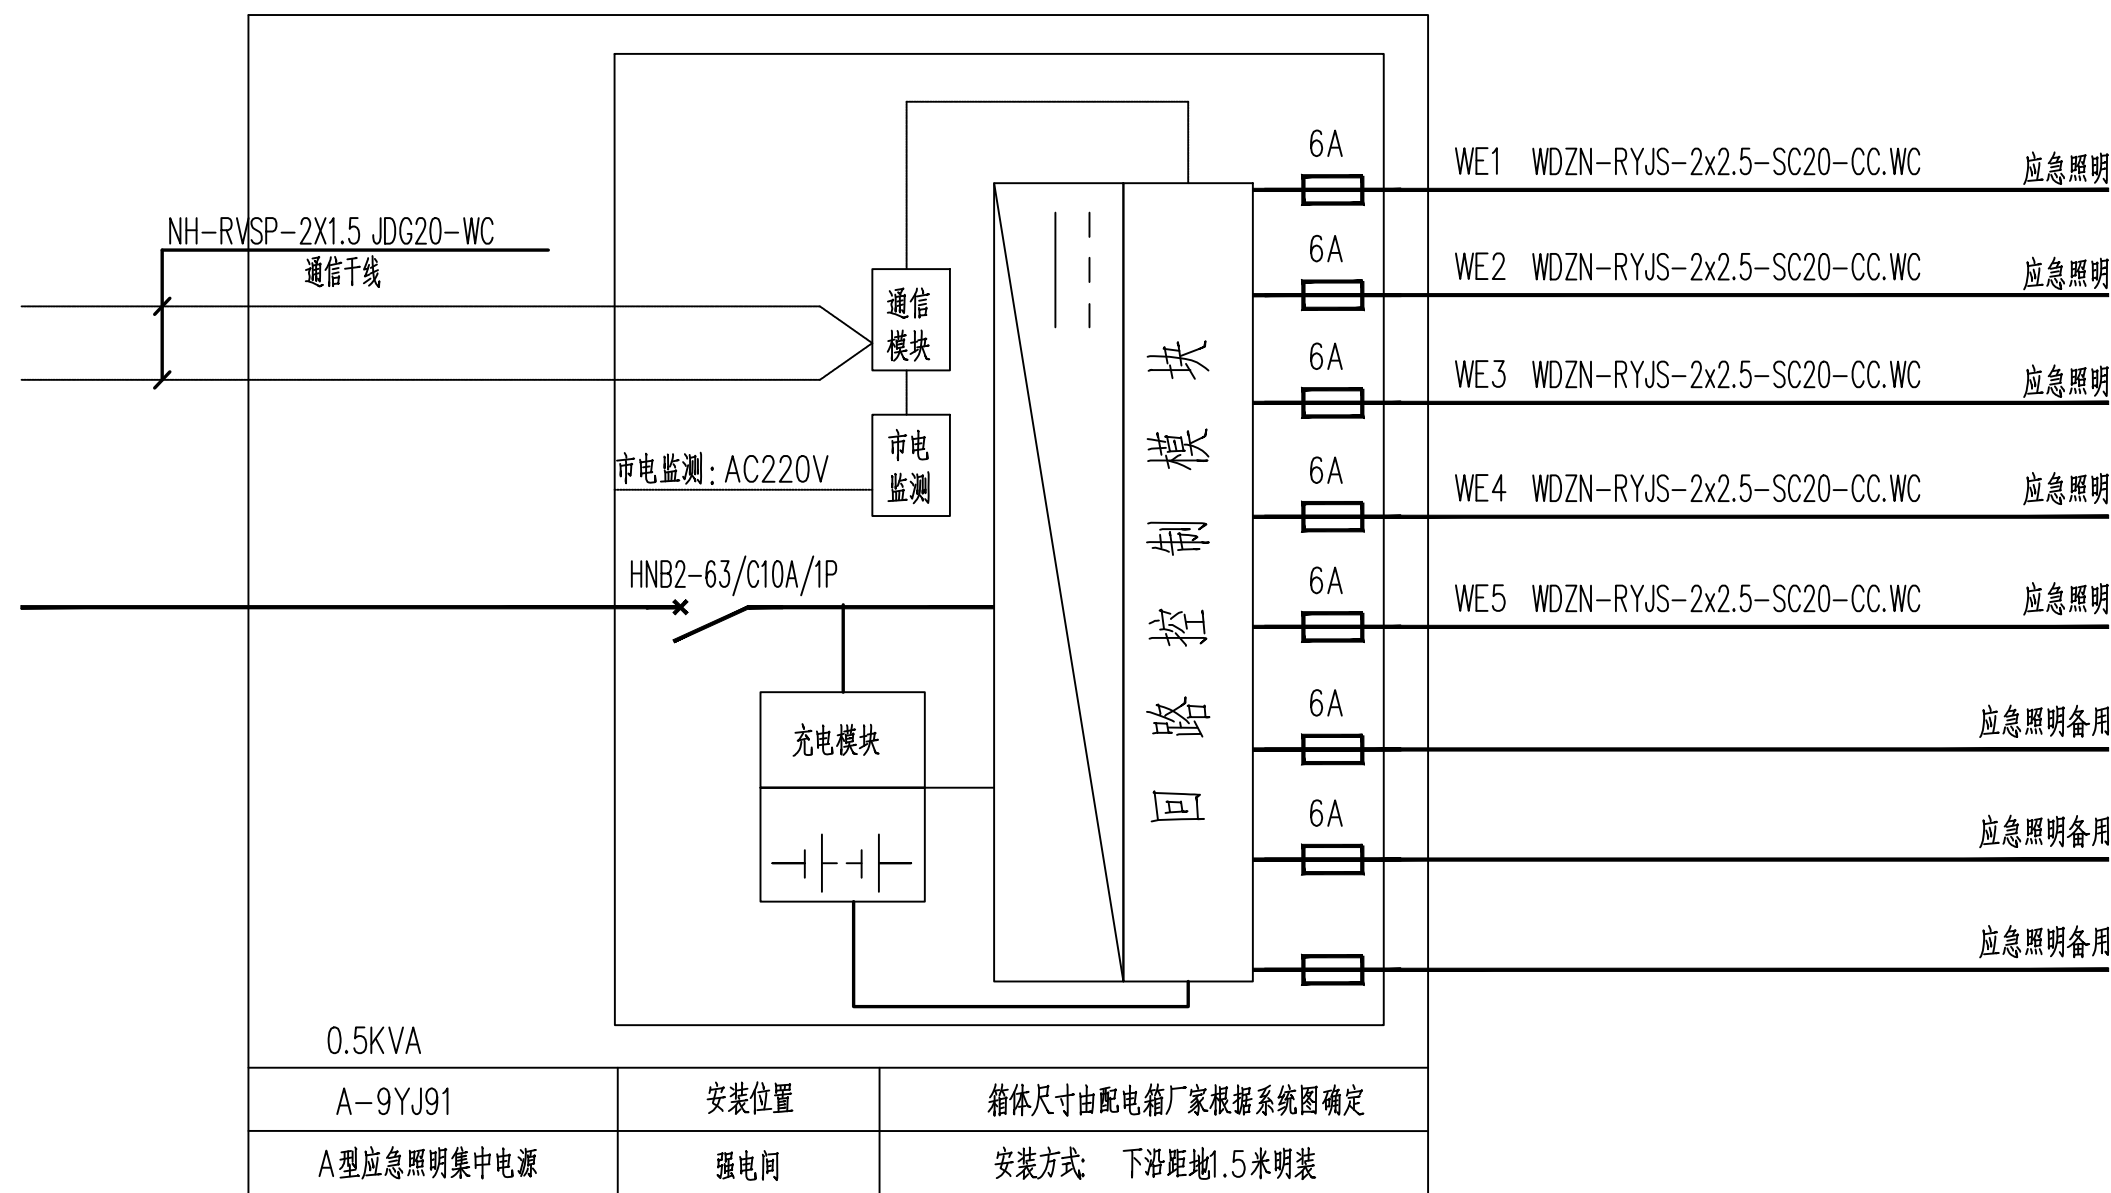 NH-RVSP-2X1.5 JDG20-WC
通信干线
通信
模块
市电
监测
市电监测: AC220V
HNB2-63/C10A/1P
充电模块
回路控制模块
6A
WE1 WDZN-RYJS-2x2.5-SC20-CC.WC 应急照明
6A
WE2 WDZN-RYJS-2x2.5-SC20-CC.WC 应急照明
6A
WE3 WDZN-RYJS-2x2.5-SC20-CC.WC 应急照明
6A
WE4 WDZN-RYJS-2x2.5-SC20-CC.WC 应急照明
6A
WE5 WDZN-RYJS-2x2.5-SC20-CC.WC 应急照明
6A
应急照明备用
6A
应急照明备用
应急照明备用
0.5KVA
A-9YJ91 安装位置 箱体尺寸由配电箱厂家根据系统图确定
A型应急照明集中电源 强电间 安装方式: 下沿距地1.5米明装